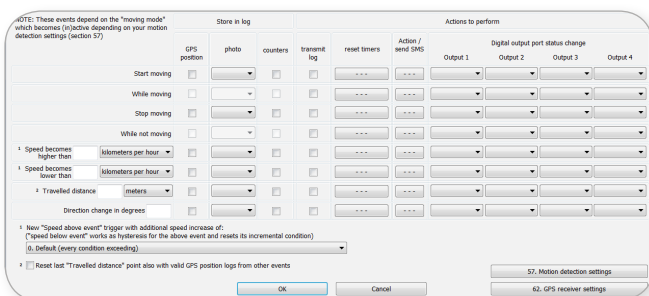 NOTE: These events depend on the "moving mode"
which becomes (in)active depending on your motion
detection settings (section 57)
Store in log
Actions to perform
GPS
position
photo
counters
transmit
log
reset timers
Action /
send SMS
Digital output port status change
Output 1
Output 2
Output 3
Output 4
Start moving
- - -
- - -
While moving
- - -
- - -
Stop moving
- - -
- - -
While not moving
- - -
- - -
¹ Speed becomes
higher than
kilometers per hour
- - -
- - -
¹ Speed becomes
lower than
kilometers per hour
- - -
- - -
² Travelled distance
meters
- - -
- - -
Direction change in degrees
- - -
- - -
¹ New "Speed above event" trigger with additional speed increase of:
("speed below event" works as hysteresis for the above event and resets its incremental condition)
0. Default (every condition exceeding)
² Reset last "Travelled distance" point also with valid GPS position logs from other events
57. Motion detection settings
OK
Cancel
62. GPS receiver settings